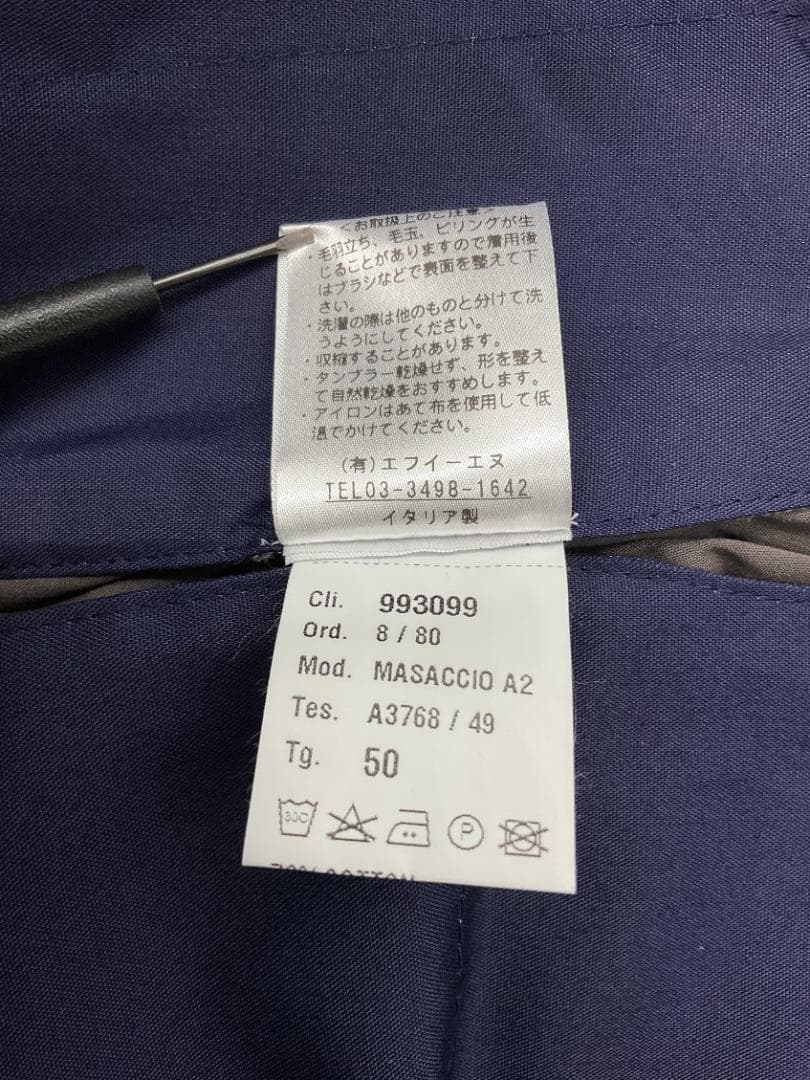 <お取扱上のご注意>
・毛羽立ち、毛玉、ピリングが生
じることがありますので着用後
はブラシなどで表面を整えて下
さい。
・洗濯の際は他のものと分けて洗
うようにしてください。
・収縮することがあります。
・タンブラー乾燥せず、形を整え
て自然乾燥をおすすめします。
・アイロンはあて布を使用して低
温でかけてください。
(有)エフイーエヌ
TEL03-3498-1642
イタリア製
Cli. 993099
Ord. 8 / 80
Mod. MASACCIO A2
Tes. A3768 / 49
Tg. 50
30C P
COTTON